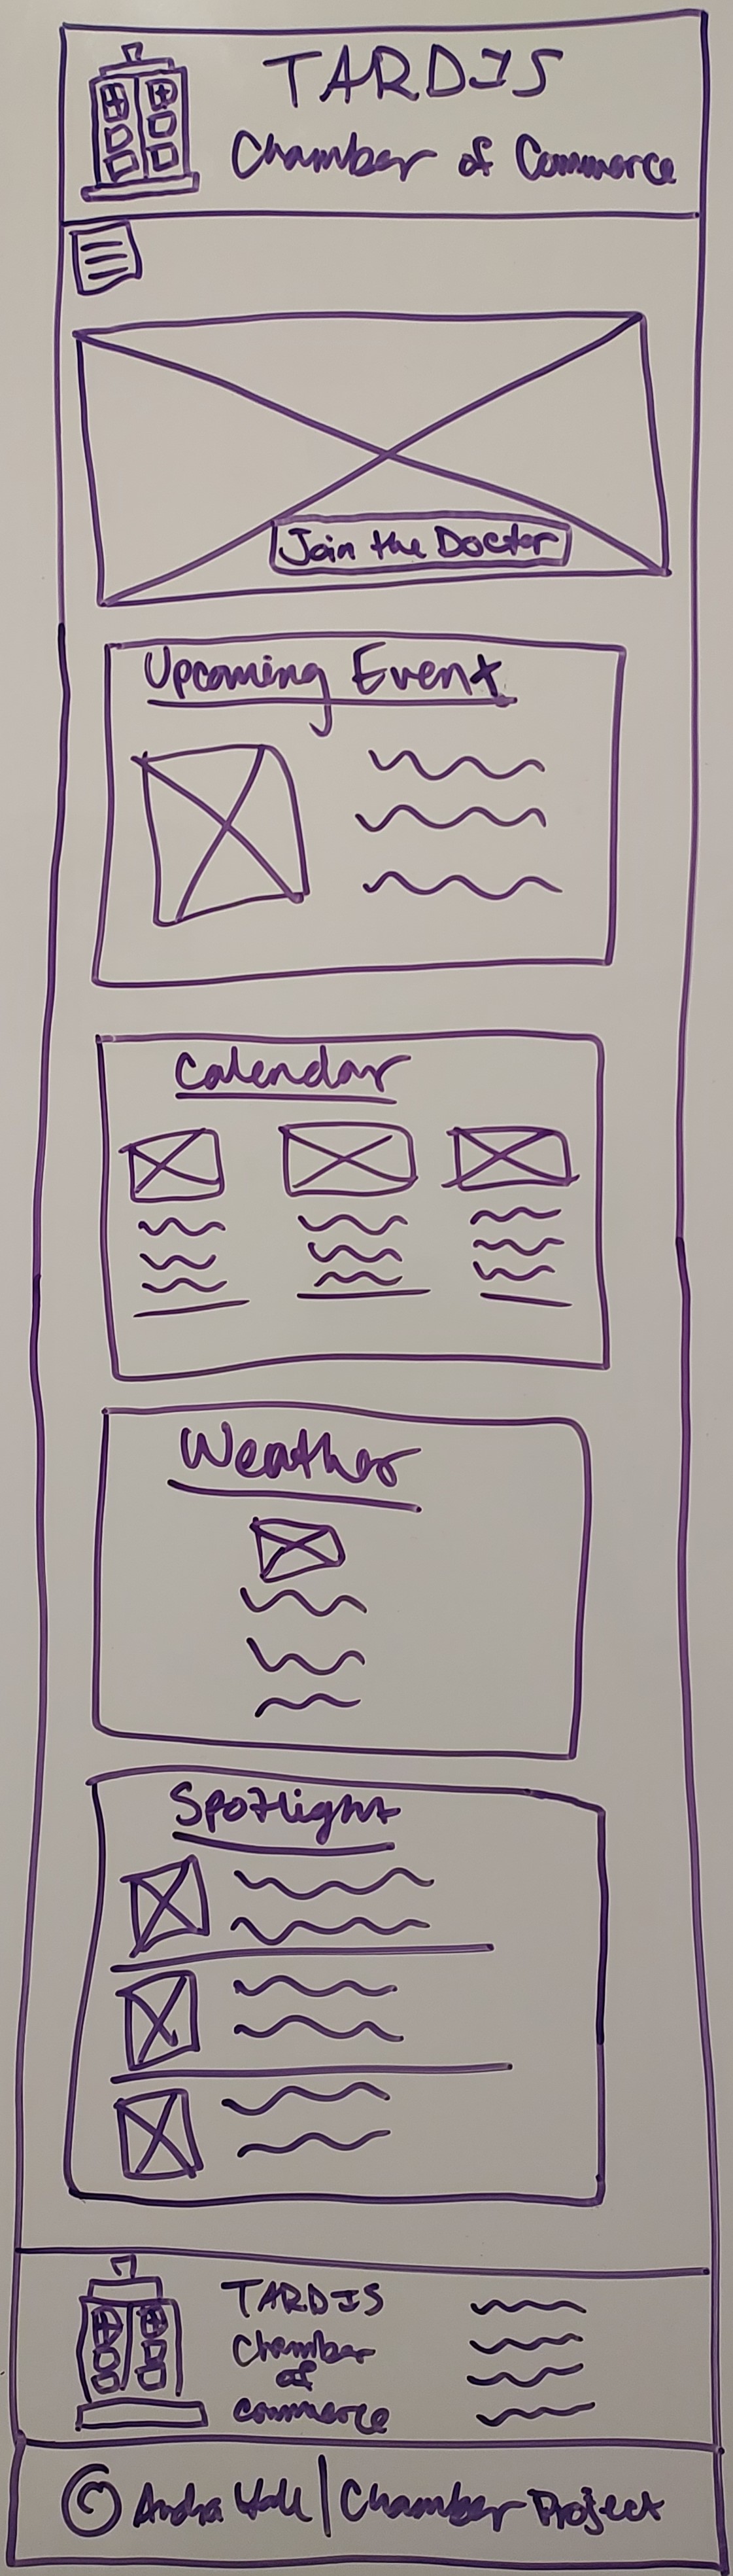 TARDIS
Chamber of Commerce
Join the Doctor
Upcoming Event
Calendar
Weather
Spotlight
TARDIS
Chamber
of
commerce
© Hall | Chamber Project